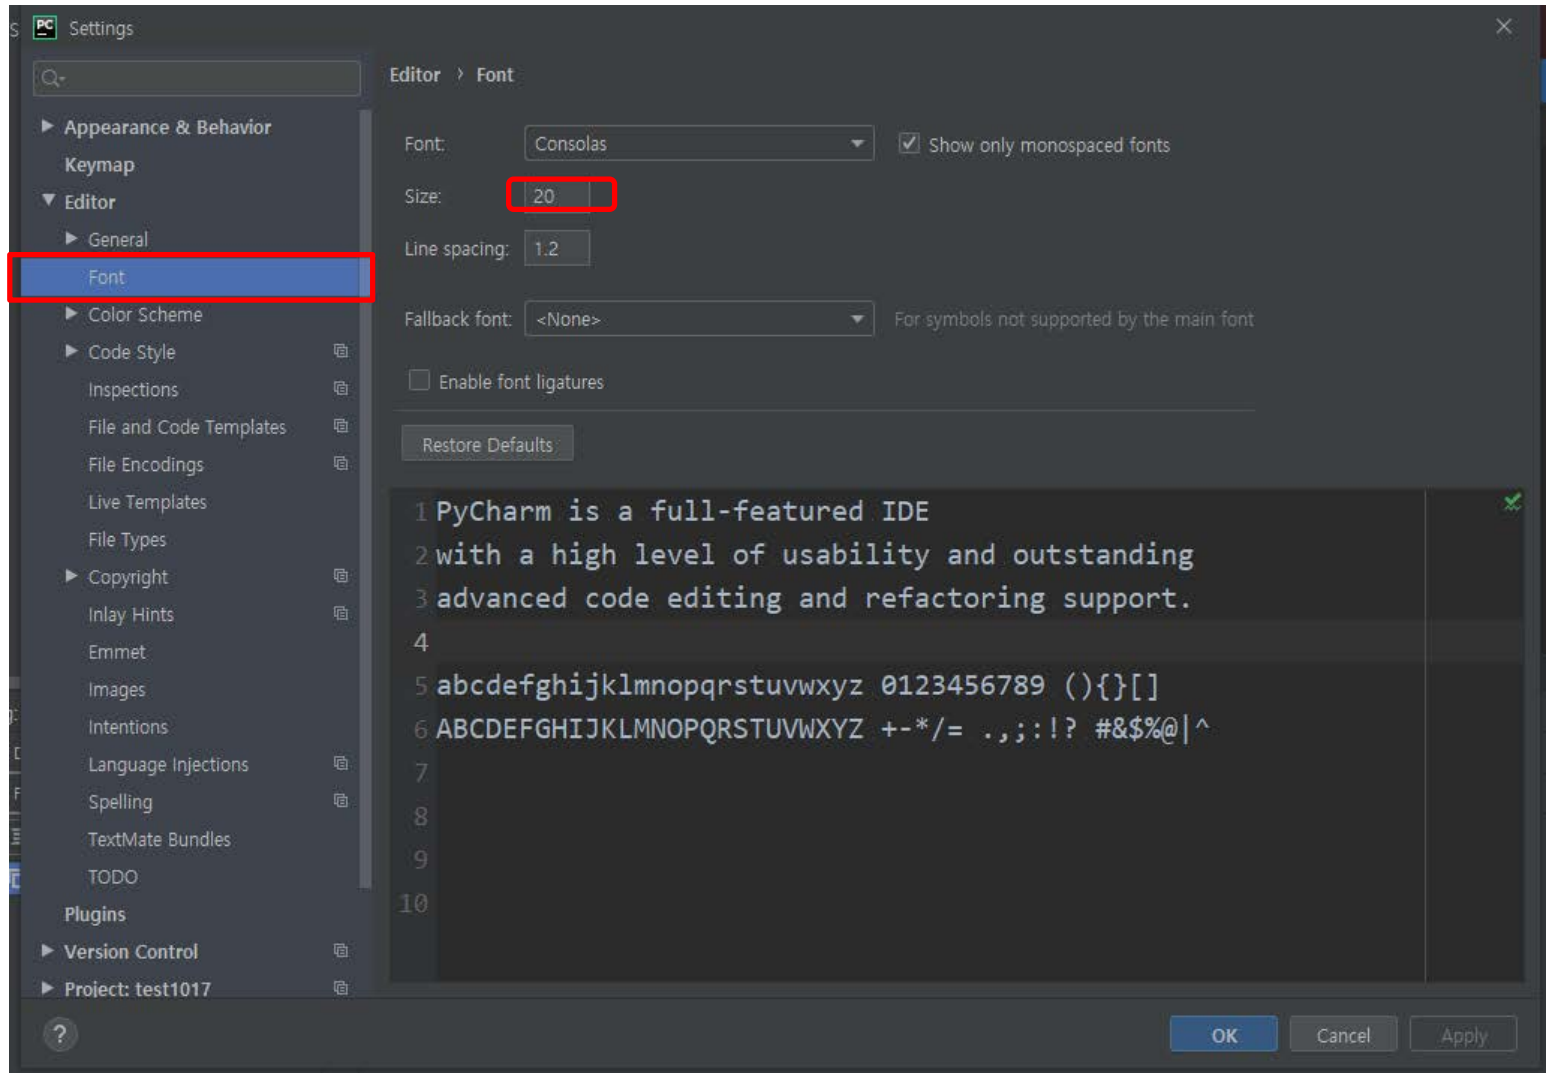 PC Settings
Appearance & Behavior
Keymap
Editor
General
Font
Color Scheme
Code Style
Inspections
File and Code Templates
File Encodings
Live Templates
File Types
Copyright
Inlay Hints
Emmet
Images
Intentions
Language Injections
Spelling
TextMate Bundles
TODO
Plugins
Version Control
Project: test1017
Editor › Font
Font: Consolas Show only monospaced fonts
Size: 20
Line spacing: 1.2
Fallback font: <None> For symbols not supported by the main font
Enable font ligatures
Restore Defaults
1 PyCharm is a full-featured IDE
2 with a high level of usability and outstanding
3 advanced code editing and refactoring support.
4
5 abcdefghijklmnopqrstuvwxyz 0123456789 (){}[]
6 ABCDEFGHIJKLMNOPQRSTUVWXYZ +-*/= .,;:!? #&$%@|^
7
8
9
10
? OK Cancel Apply